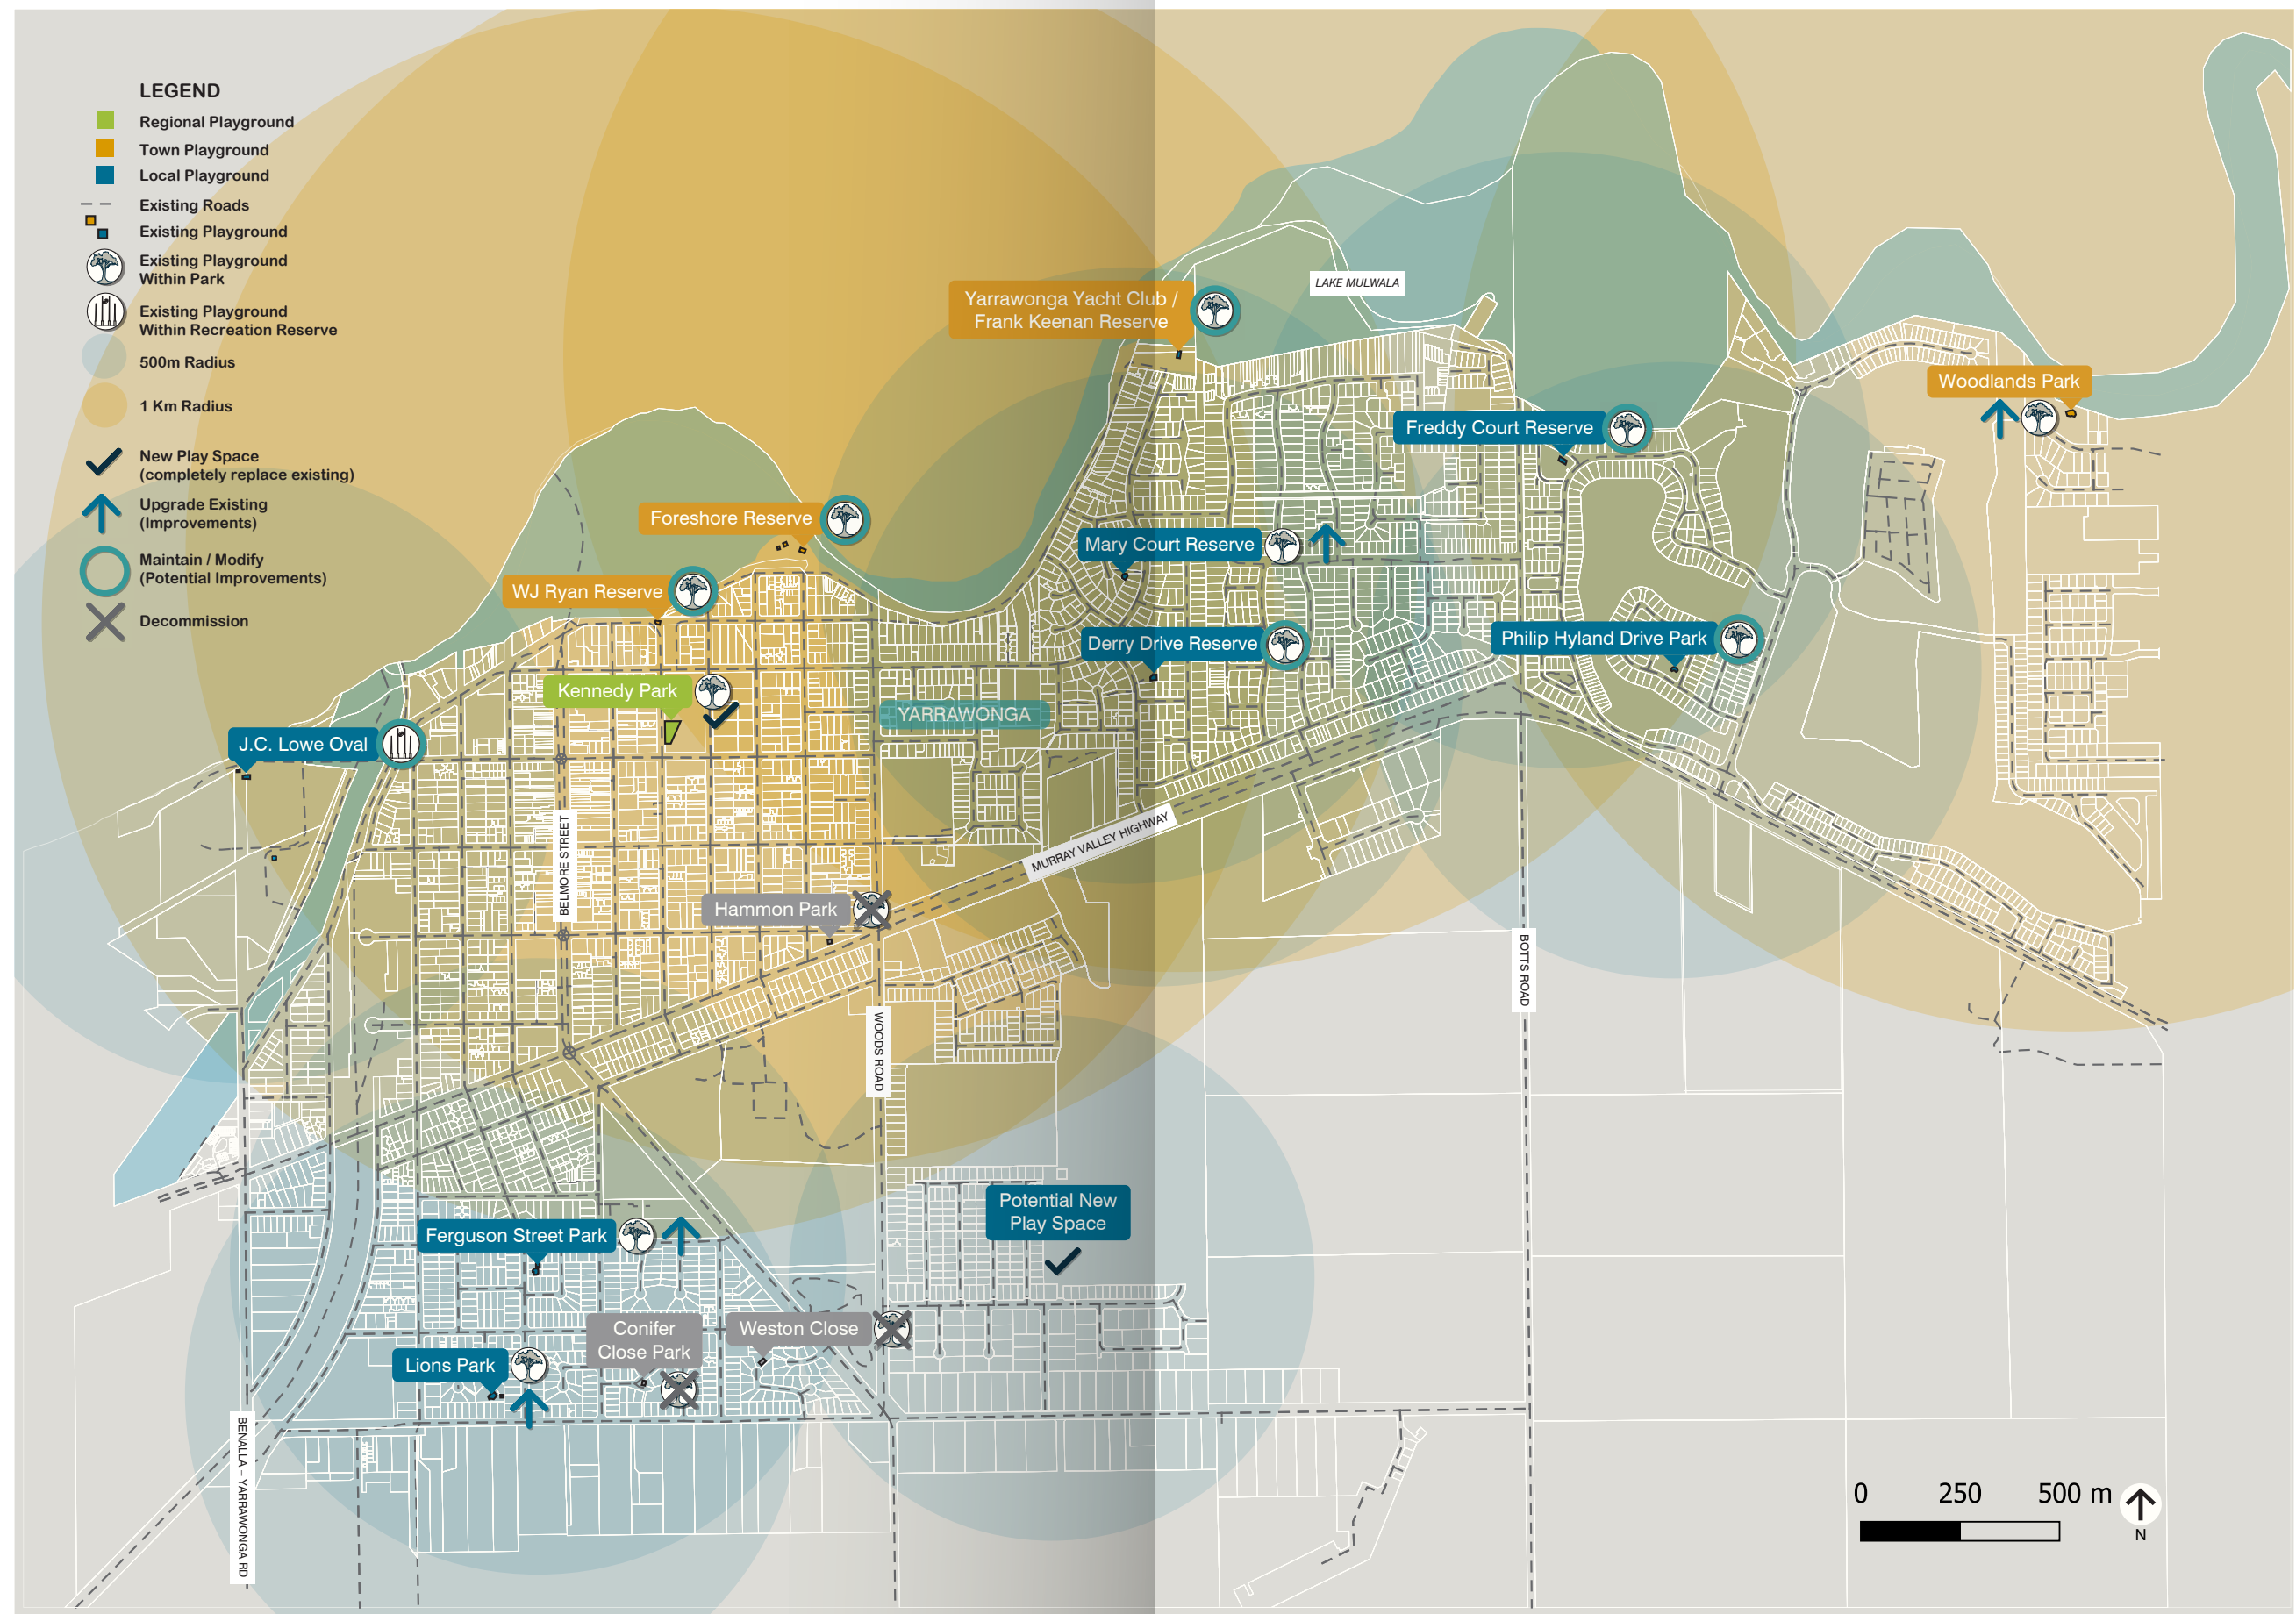 LEGEND
Regional Playground
Town Playground
Local Playground
Existing Roads
Existing Playground
Existing Playground
Within Park
Existing Playground
Within Recreation Reserve
500m Radius
1 Km Radius
New Play Space
(completely replace existing)
Upgrade Existing
(Improvements)
Maintain / Modify
(Potential Improvements)
Decommission
LAKE MULWALA
Yarrawonga Yacht Club /
Frank Keenan Reserve
Woodlands Park
Freddy Court Reserve
Foreshore Reserve
Mary Court Reserve
WJ Ryan Reserve
Derry Drive Reserve
Philip Hyland Drive Park
Kennedy Park
YARRAWONGA
J.C. Lowe Oval
MURRAY VALLEY HIGHWAY
BELMORE STREET
Hammon Park
BOTTS ROAD
WOODS ROAD
Potential New
Play Space
Ferguson Street Park
Conifer
Close Park
Weston Close
Lions Park
BENALLA – YARRAWONGA RD
0 250 500 m
N